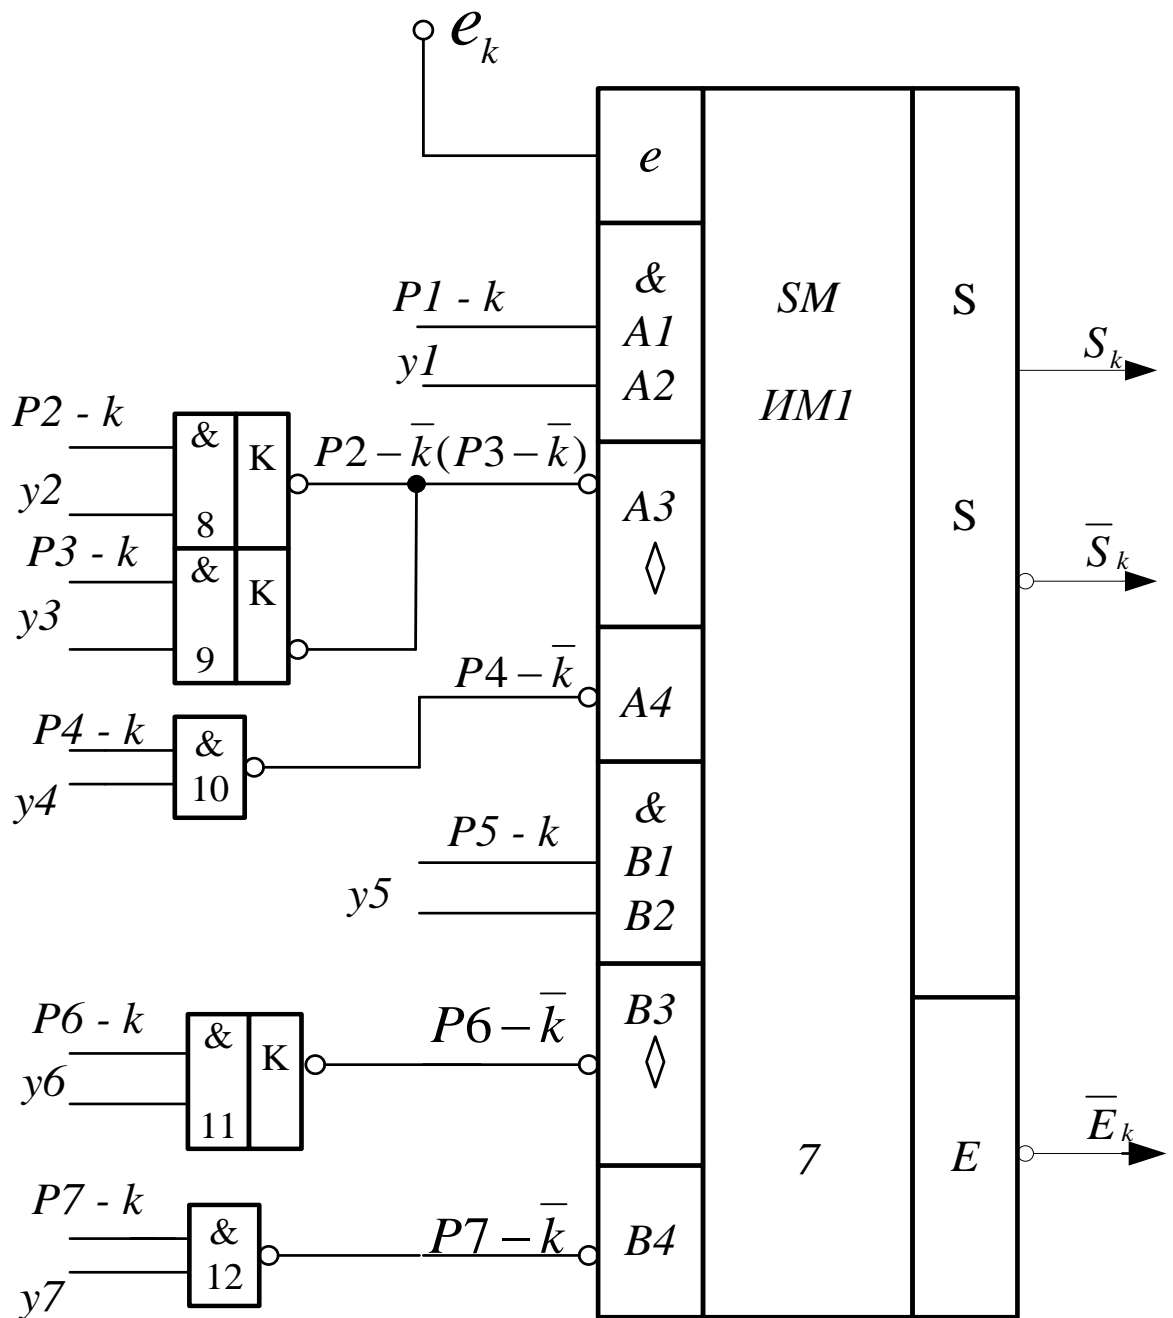 e_k
e
P1 - k
y1
&
A1
A2
SM
ИМ1
S
S_k
P2 - k
y2
&
K
8
P2 – k̅(P3 – k̅)
P3 - k
y3
&
K
9
A3
◊
S
S̅_k
P4 – k̅
A4
P4 - k
y4
&
10
P5 - k
y5
&
B1
B2
P6 - k
y6
&
K
11
P6 – k̅
B3
◊
7
E
E̅_k
P7 - k
y7
&
12
P7 – k̅
B4